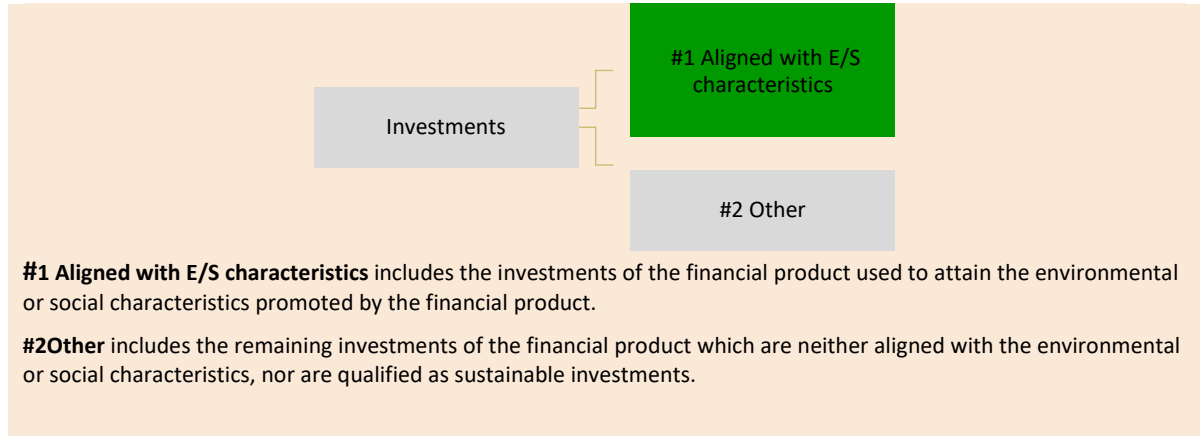 #1 Aligned with E/S
characteristics
Investments
#2 Other
#1 Aligned with E/S characteristics includes the investments of the financial product used to attain the environmental
or social characteristics promoted by the financial product.
#2Other includes the remaining investments of the financial product which are neither aligned with the environmental
or social characteristics, nor are qualified as sustainable investments.